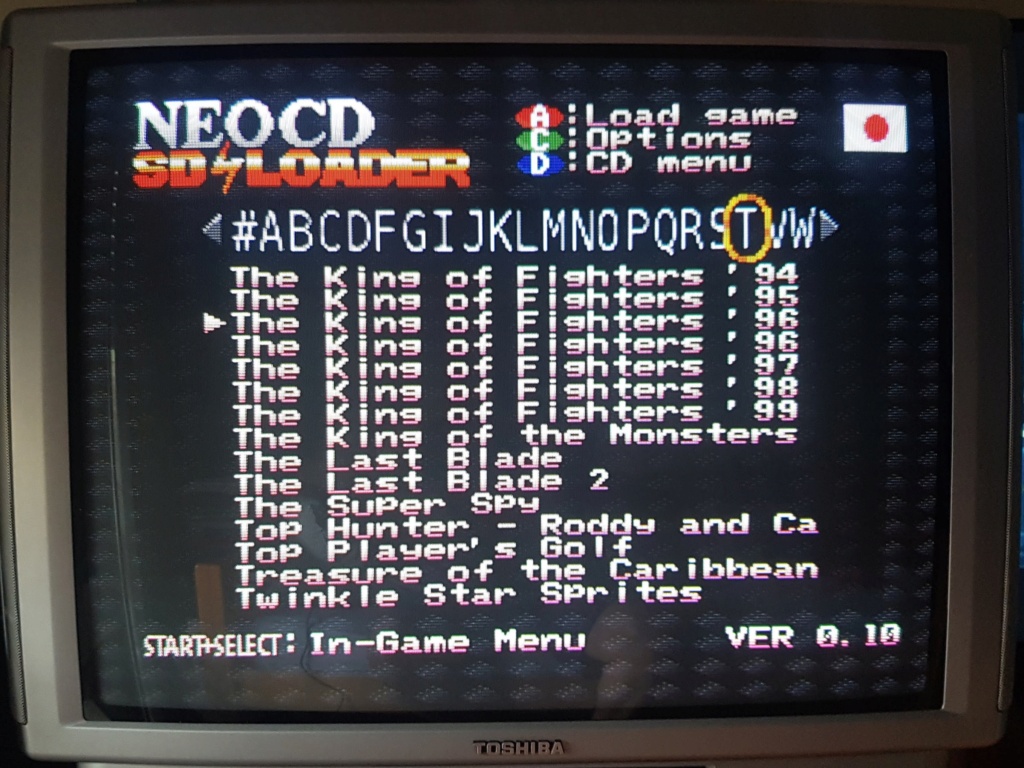 NEOCD
SD LOADER
A:Load game
C:Options
D:CD menu
#ABCDFGIJKLMNOPQRSTVW
The King of Fighters '94
The King of Fighters '95
The King of Fighters '96
The King of Fighters '96
The King of Fighters '97
The King of Fighters '98
The King of Fighters '99
The King of the Monsters
The Last Blade
The Last Blade 2
The Super Spy
Top Hunter - Roddy and Ca
Top Player's Golf
Treasure of the Caribbean
Twinkle Star Sprites
START+SELECT: In-Game Menu
VER 0.10
TOSHIBA